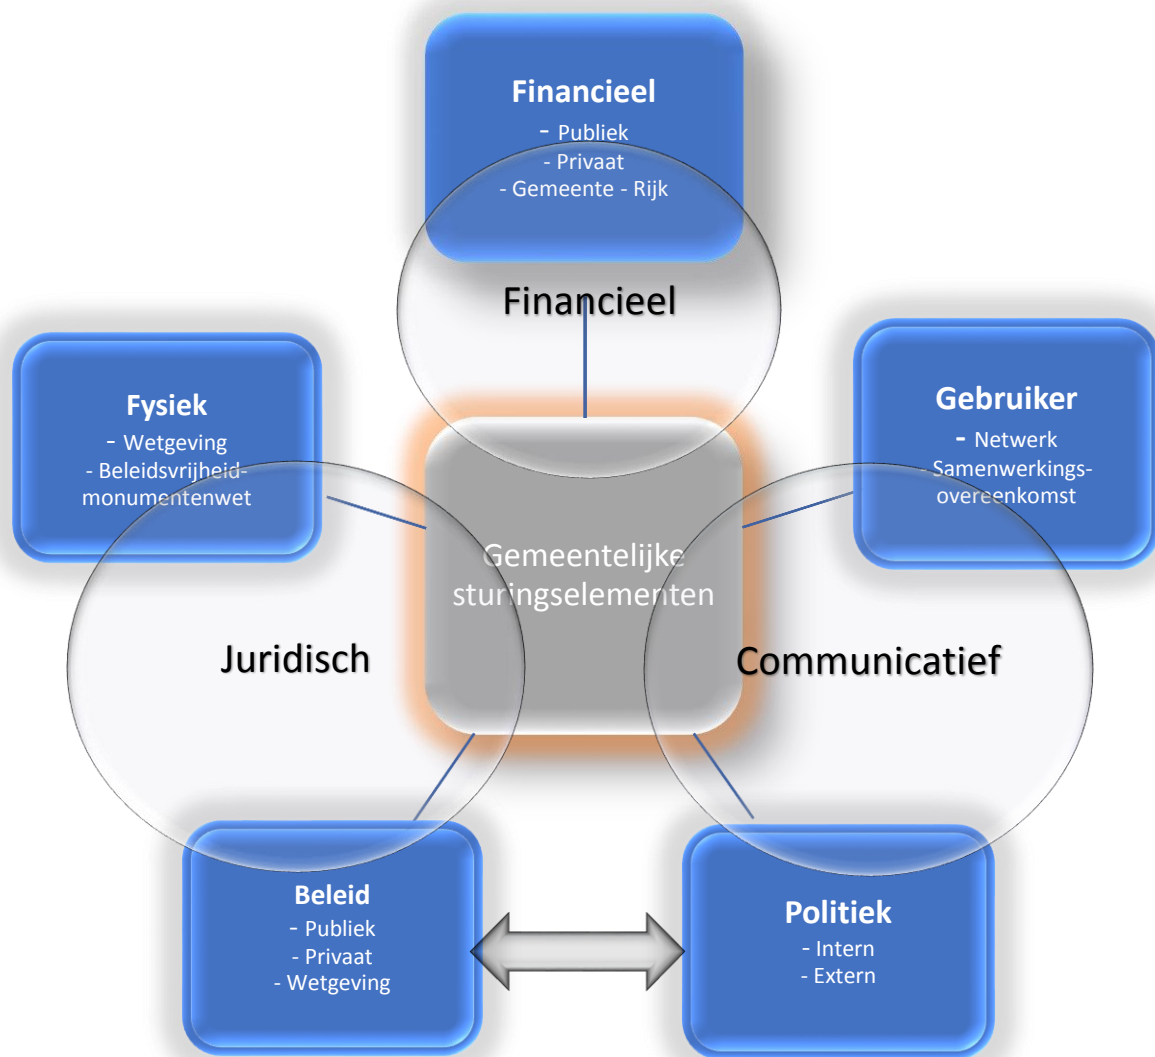 Financieel
- Publiek
- Privaat
- Gemeente - Rijk
Financieel
Fysiek
- Wetgeving
- Beleidsvrijheid-
monumentenwet
Gebruiker
- Netwerk
- Samenwerkings-
overeenkomst
Gemeentelijke
sturingselementen
Juridisch
Communicatief
Beleid
- Publiek
- Privaat
- Wetgeving
Politiek
- Intern
- Extern